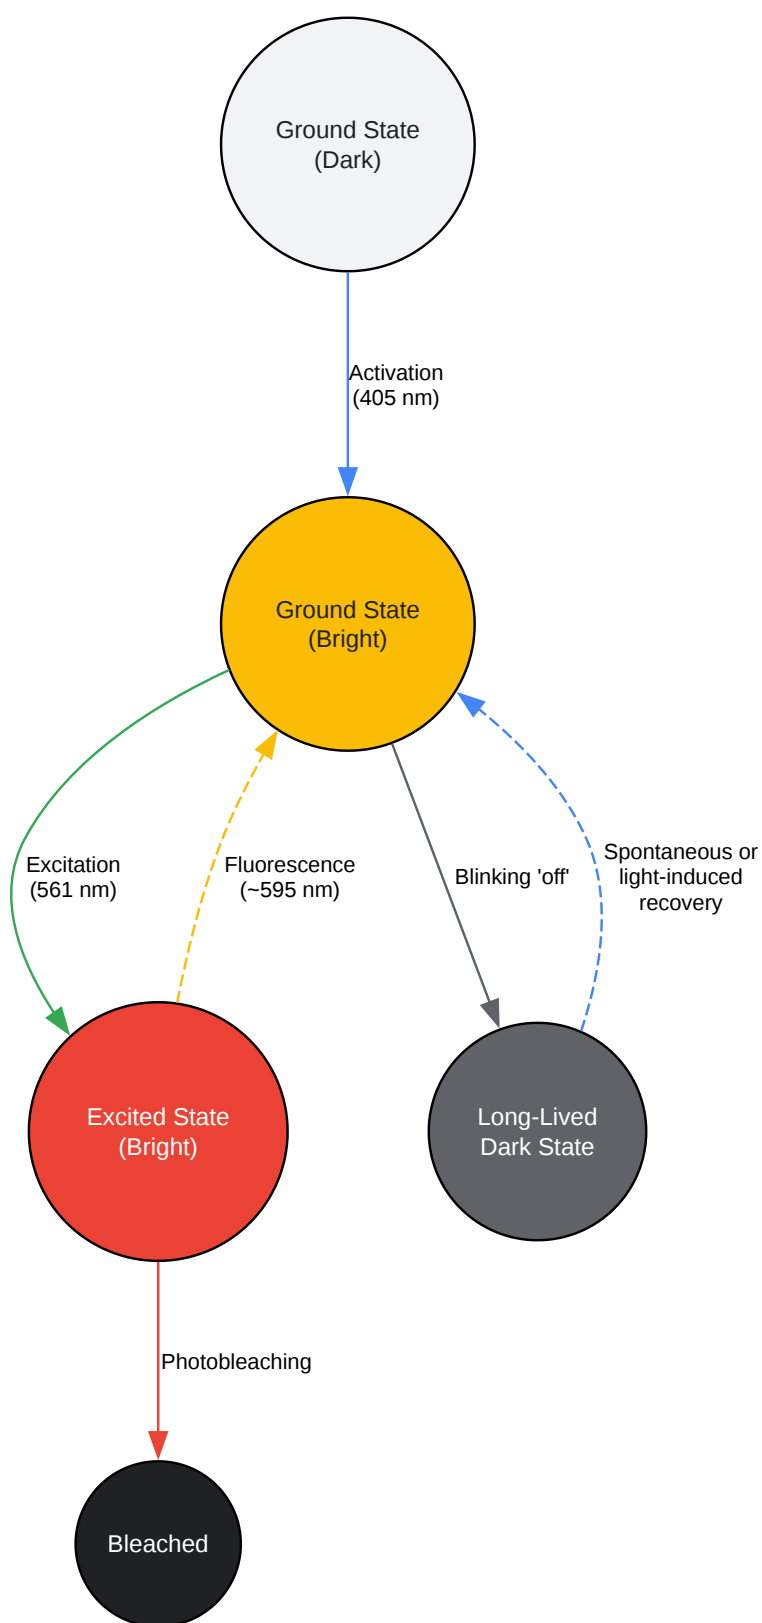 Ground State
(Dark)
Activation
(405 nm)
Ground State
(Bright)
Excitation
(561 nm)
Fluorescence
(~595 nm)
Blinking 'off'
Spontaneous or
light-induced
recovery
Excited State
(Bright)
Long-Lived
Dark State
Photobleaching
Bleached